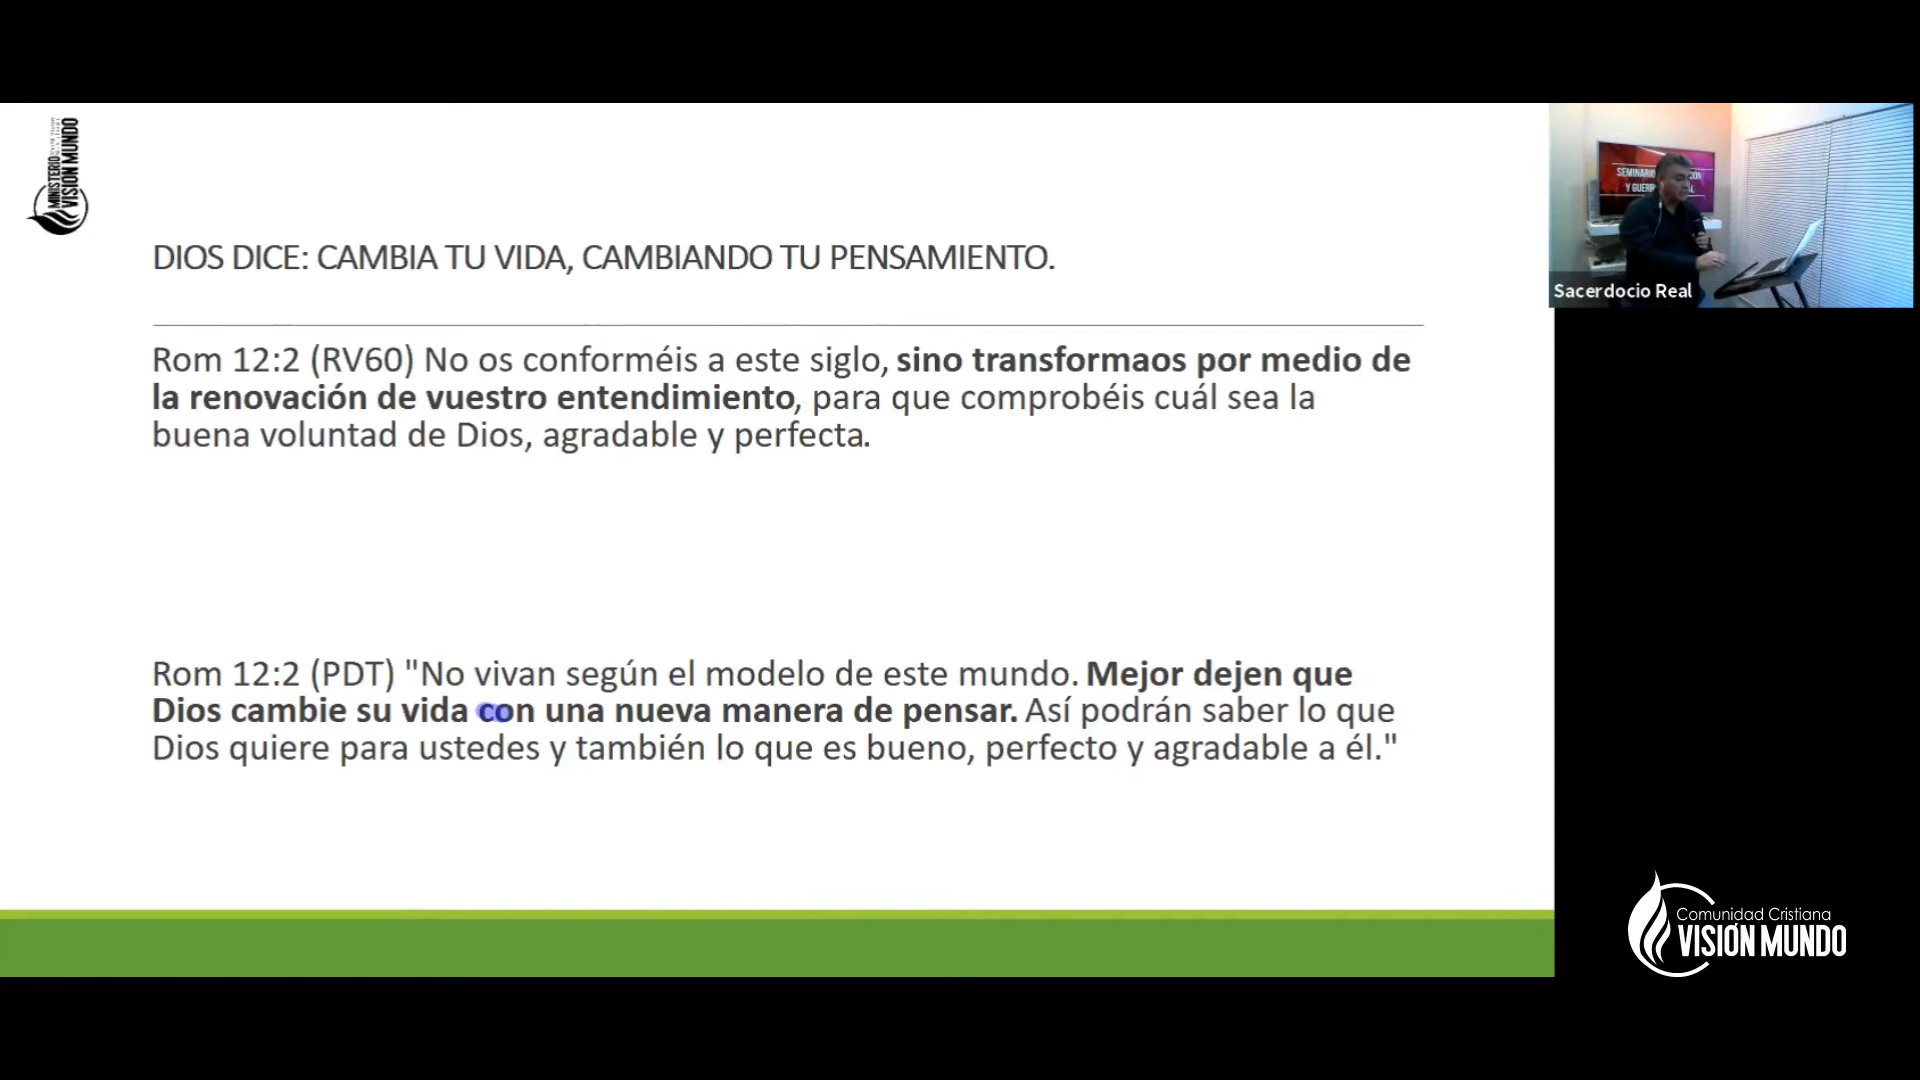 MINISTERIO
VISIÓN MUNDO
DIOS DICE: CAMBIA TU VIDA, CAMBIANDO TU PENSAMIENTO.
Rom 12:2 (RV60) No os conforméis a este siglo, sino transformaos por medio de
la renovación de vuestro entendimiento, para que comprobéis cuál sea la
buena voluntad de Dios, agradable y perfecta.
Rom 12:2 (PDT) "No vivan según el modelo de este mundo. Mejor dejen que
Dios cambie su vida con una nueva manera de pensar. Así podrán saber lo que
Dios quiere para ustedes y también lo que es bueno, perfecto y agradable a él."
Sacerdocio Real
Comunidad Cristiana
VISIÓN MUNDO